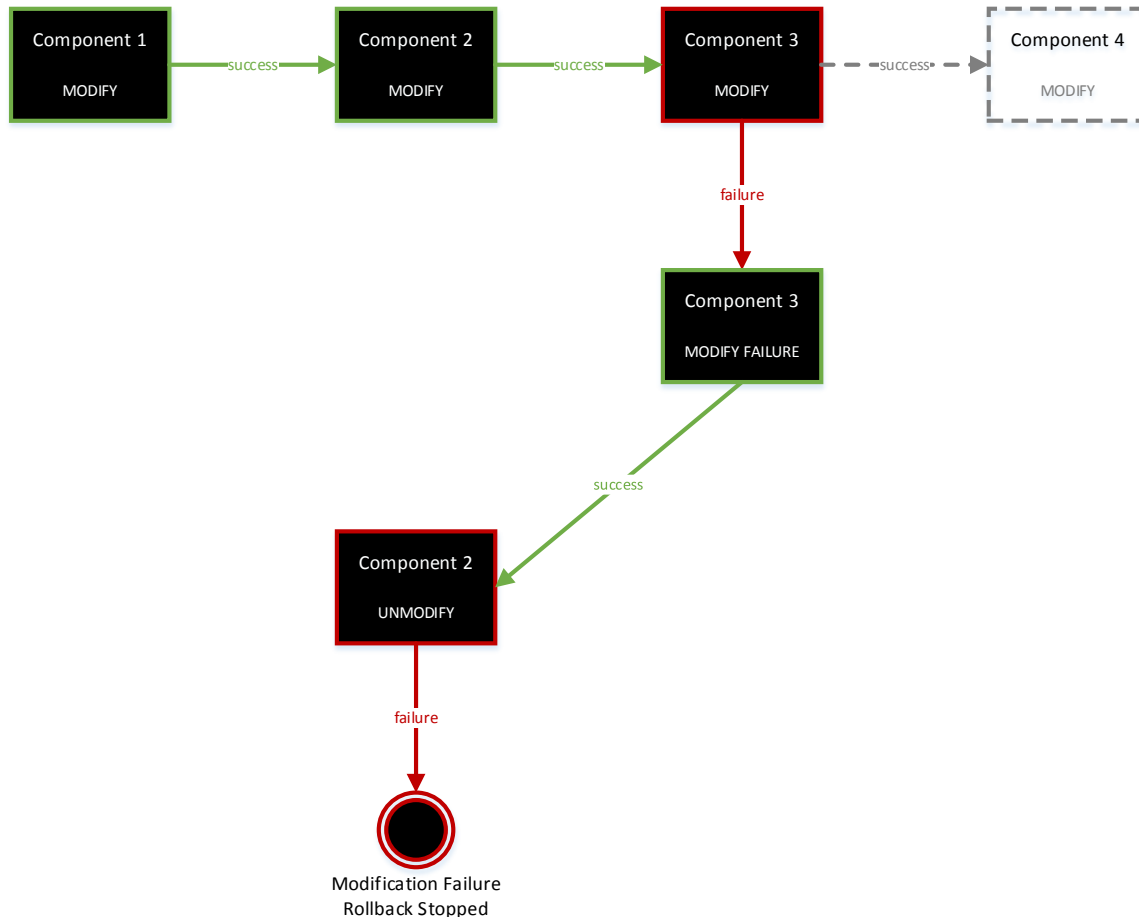 Component 1
MODIFY
success
Component 2
MODIFY
success
Component 3
MODIFY
success
Component 4
MODIFY
failure
Component 3
MODIFY FAILURE
success
Component 2
UNMODIFY
failure
Modification Failure
Rollback Stopped